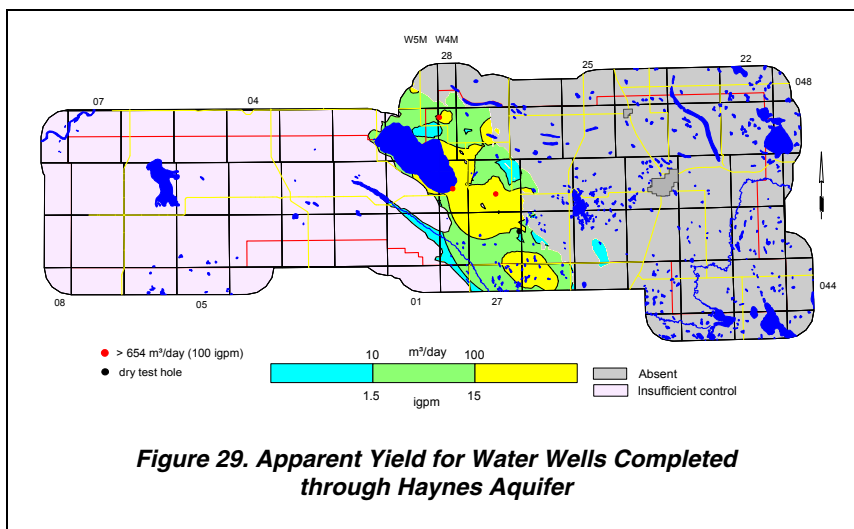 W5M W4M
28
25
22
048
07
04
08
05
01
27
044
> 654 m³/day (100 igpm)
dry test hole
10 m³/day 100
1.5 igpm 15
Absent
Insufficient control
Figure 29. Apparent Yield for Water Wells Completed
through Haynes Aquifer